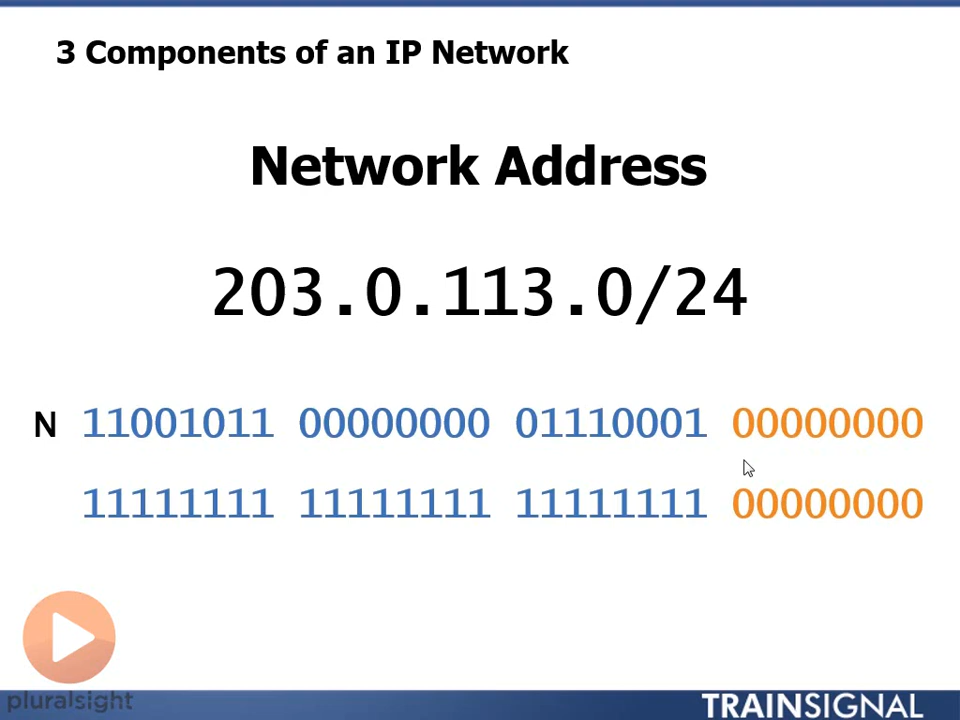 3 Components of an IP Network
Network Address
203.0.113.0/24
N 11001011 00000000 01110001 00000000
11111111 11111111 11111111 00000000
pluralsight
TRAINSIGNAL